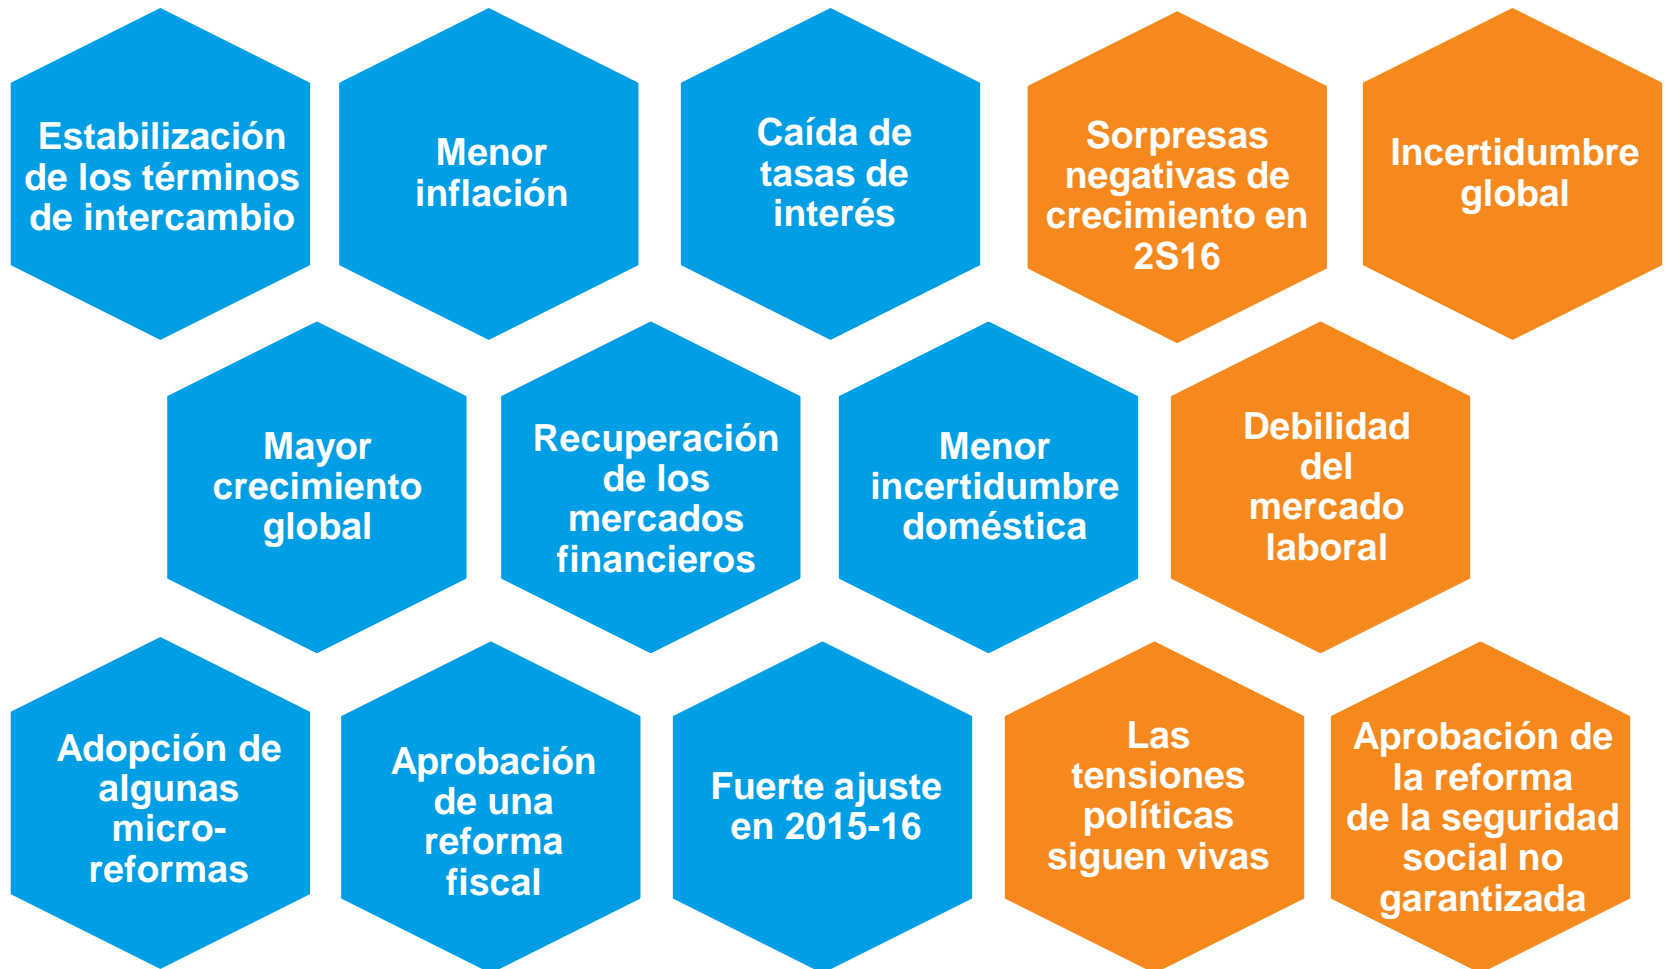 Estabilización
de los términos
de intercambio
Menor
inflación
Caída de
tasas de
interés
Sorpresas
negativas de
crecimiento en
2S16
Incertidumbre
global
Mayor
crecimiento
global
Recuperación
de los
mercados
financieros
Menor
incertidumbre
doméstica
Debilidad
del
mercado
laboral
Adopción de
algunas
micro-
reformas
Aprobación
de una
reforma
fiscal
Fuerte ajuste
en 2015-16
Las
tensiones
políticas
siguen vivas
Aprobación de
la reforma
de la seguridad
social no
garantizada